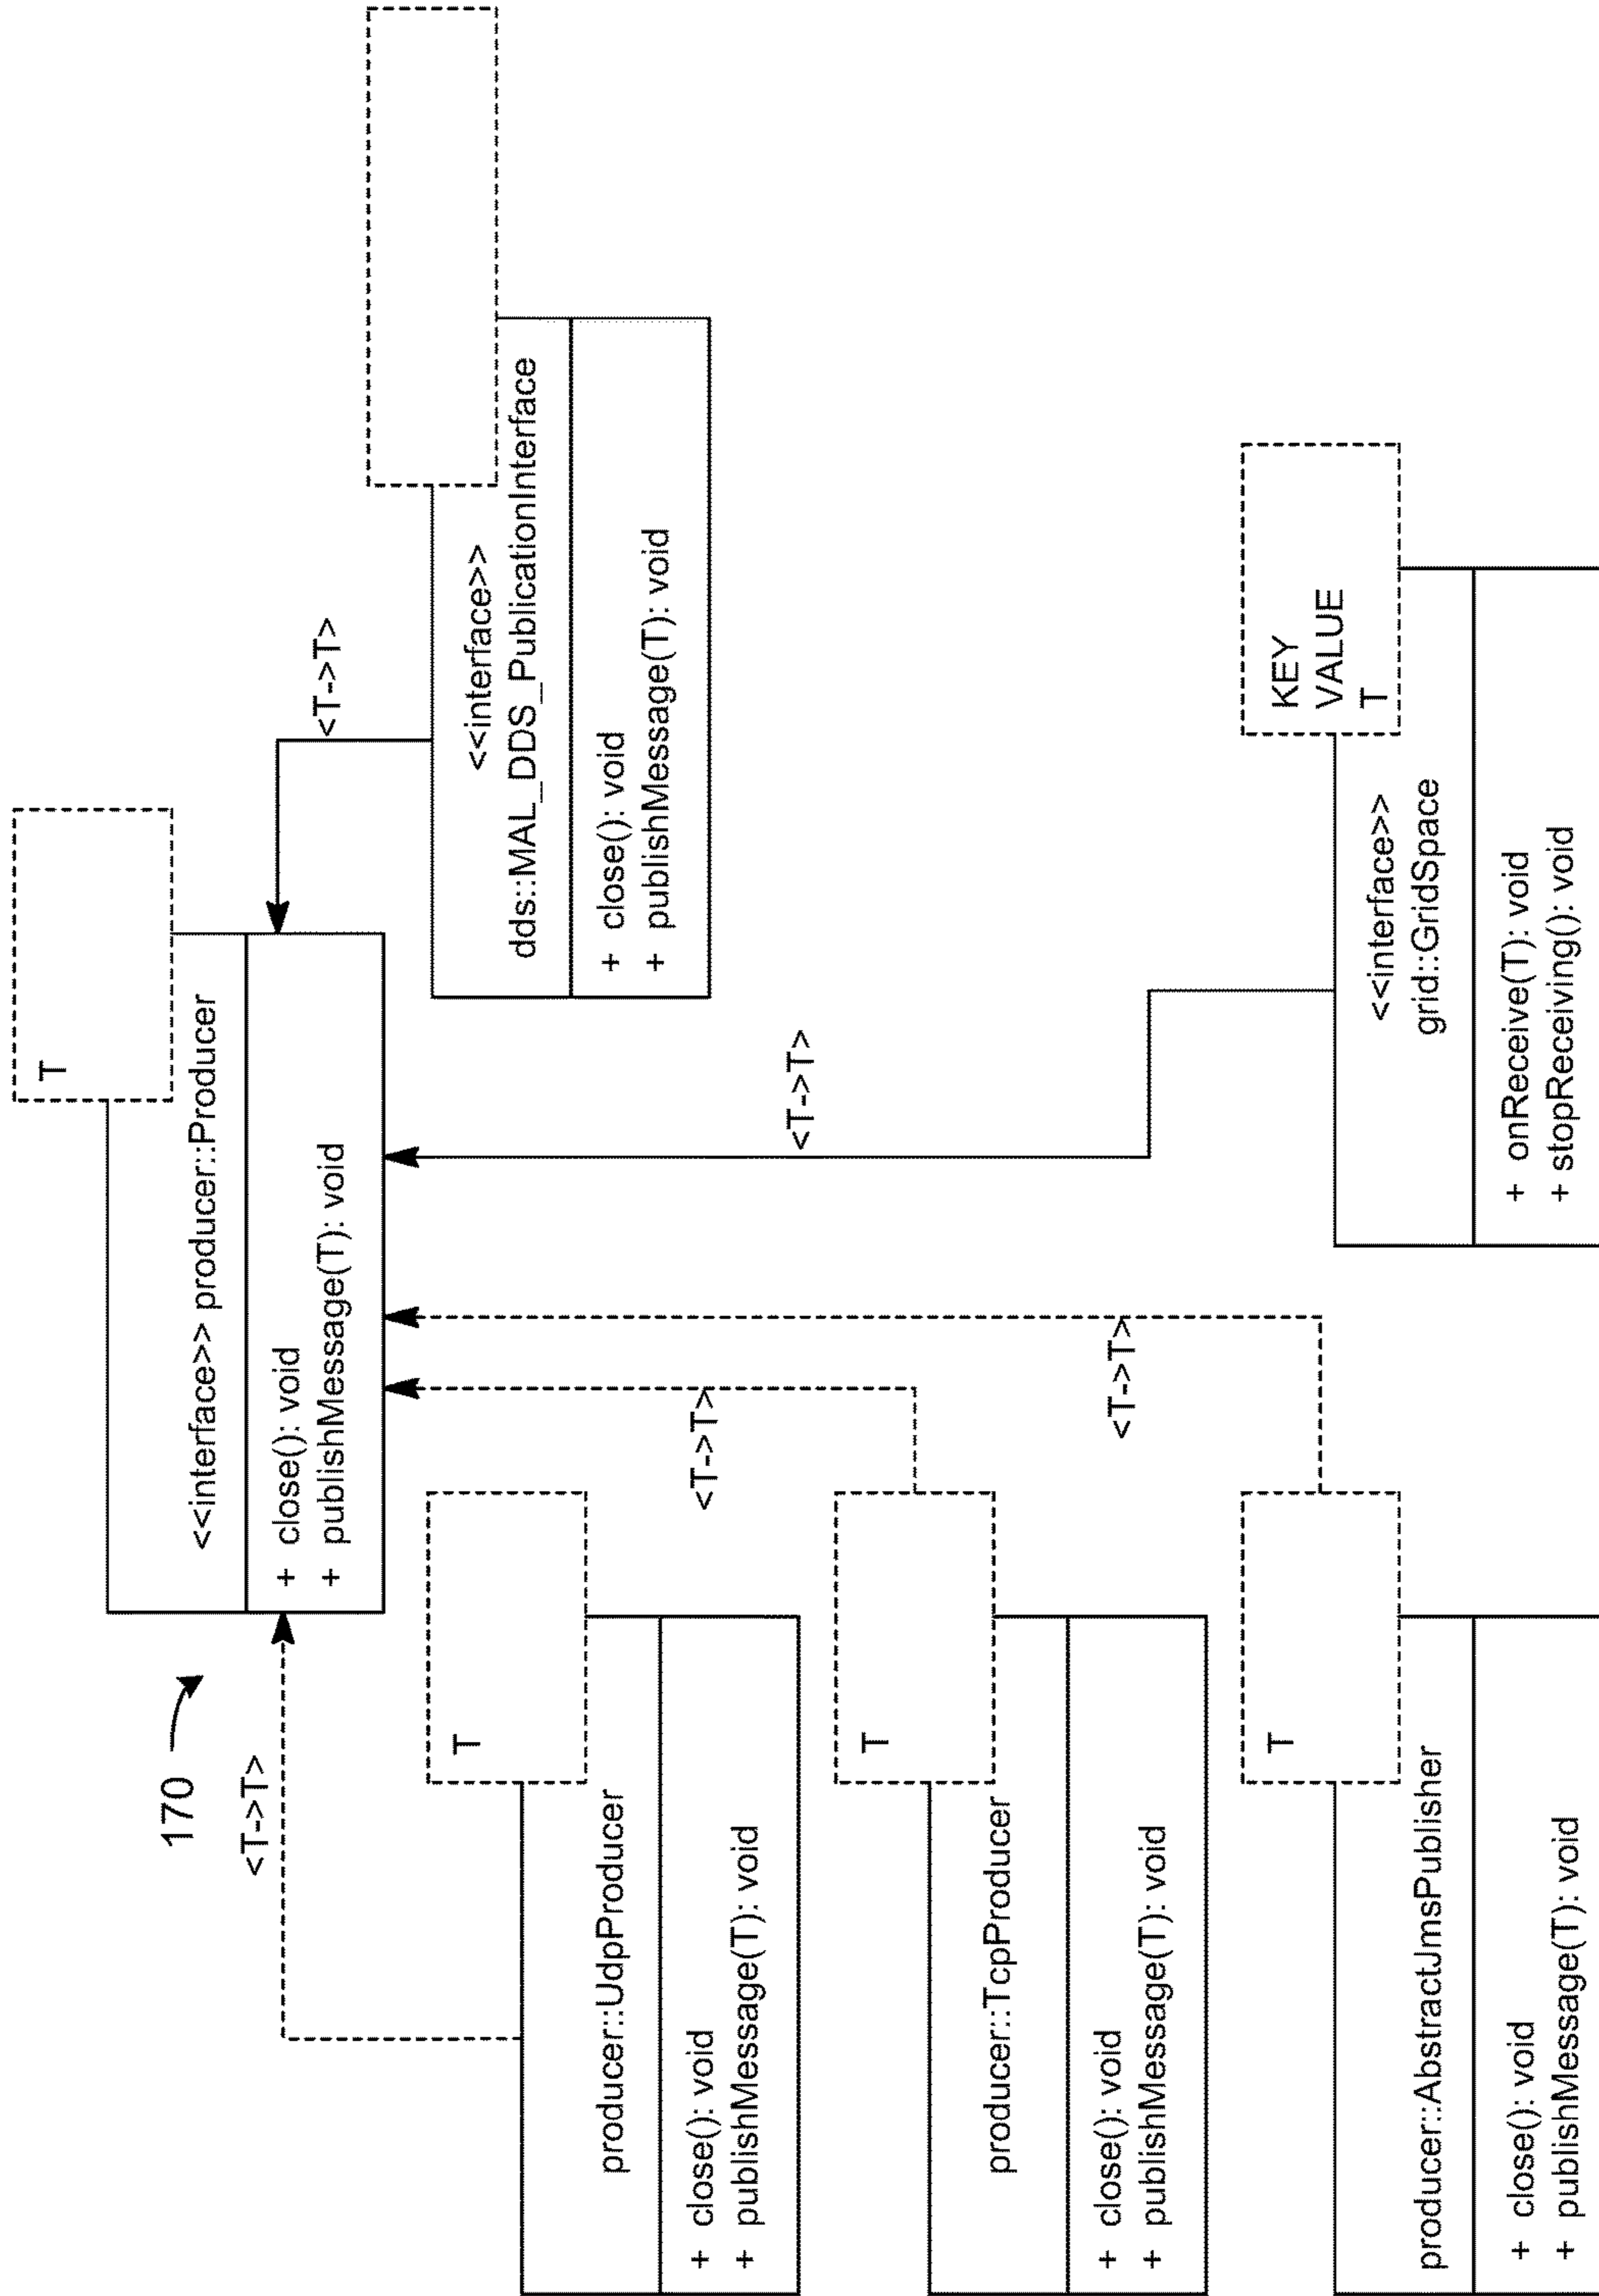 170
<T->T>
T
<<interface>> producer::Producer
+ close(): void
+ publishMessage(T): void
<T->T>
T
producer::UdpProducer
+ close(): void
+ publishMessage(T): void
<<interface>>
dds::MAL_DDS_PublicationInterface
+ close(): void
+ publishMessage(T): void
<T->T>
<T->T>
T
producer::TcpProducer
+ close(): void
+ publishMessage(T): void
<T->T>
T
producer::AbstractJmsPublisher
+ close(): void
+ publishMessage(T): void
KEY
VALUE
T
<<interface>>
grid::GridSpace
+ onReceive(T): void
+ stopReceiving(): void